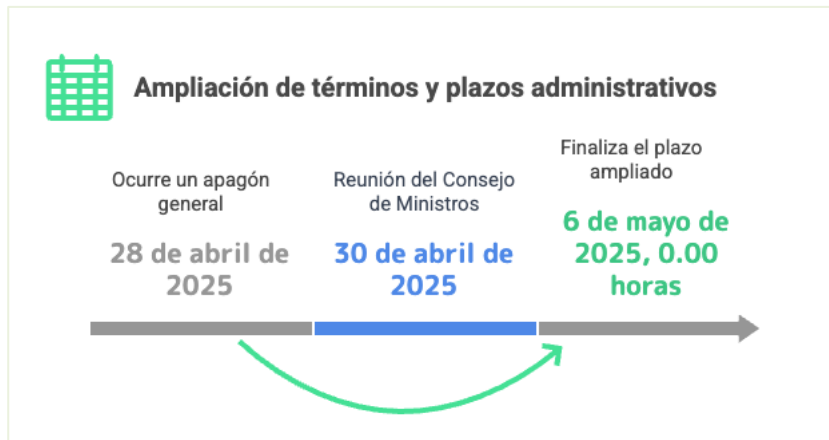 Ampliación de términos y plazos administrativos
Ocurre un apagón
general
28 de abril de
2025
Reunión del Consejo
de Ministros
30 de abril de
2025
Finaliza el plazo
ampliado
6 de mayo de
2025, 0.00
horas